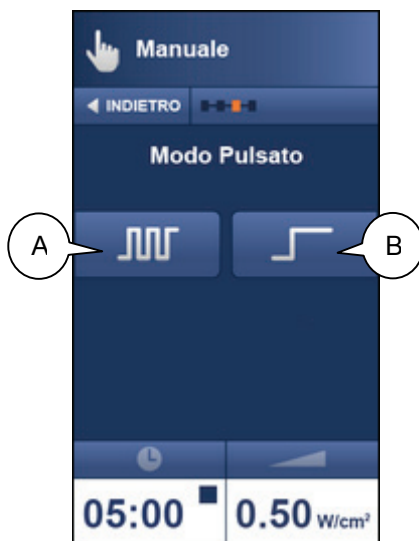 Manuale
INDIETRO
Modo Pulsato
A
B
05:00 0.50 W/cm²